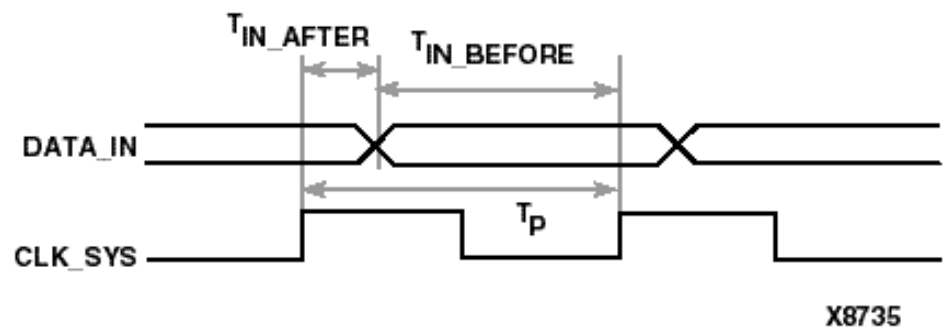 TIN_AFTER
TIN_BEFORE
DATA_IN
Tp
CLK_SYS
X8735